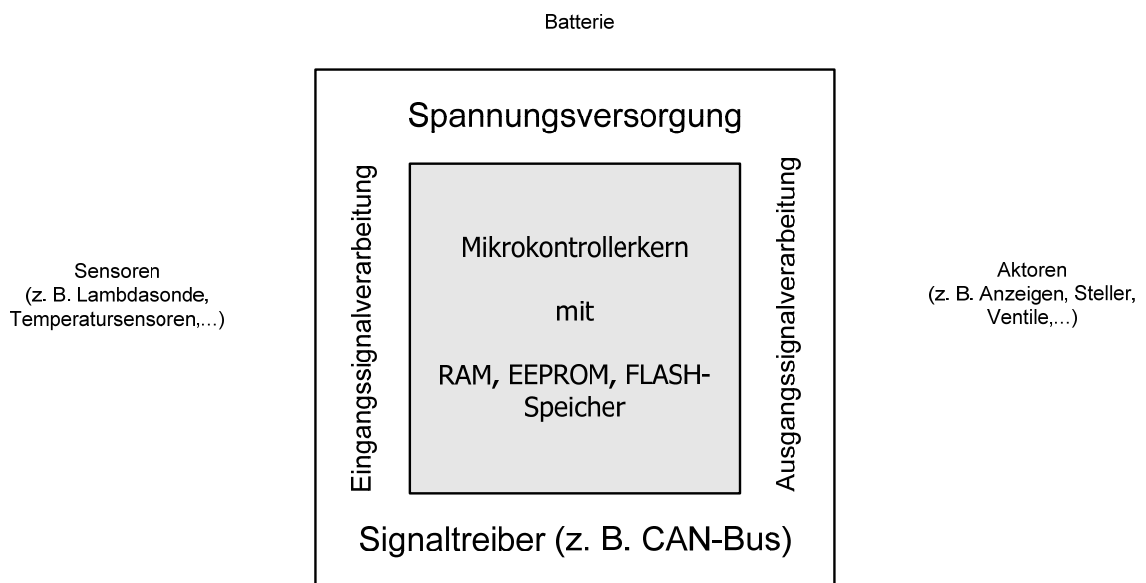 Batterie
Spannungsversorgung
Eingangssignalverarbeitung
Mikrokontrollerkern
mit
RAM, EEPROM, FLASH-
Speicher
Ausgangssignalverarbeitung
Sensoren
(z. B. Lambdasonde,
Temperatursensoren,...)
Aktoren
(z. B. Anzeigen, Steller,
Ventile,...)
Signaltreiber (z. B. CAN-Bus)